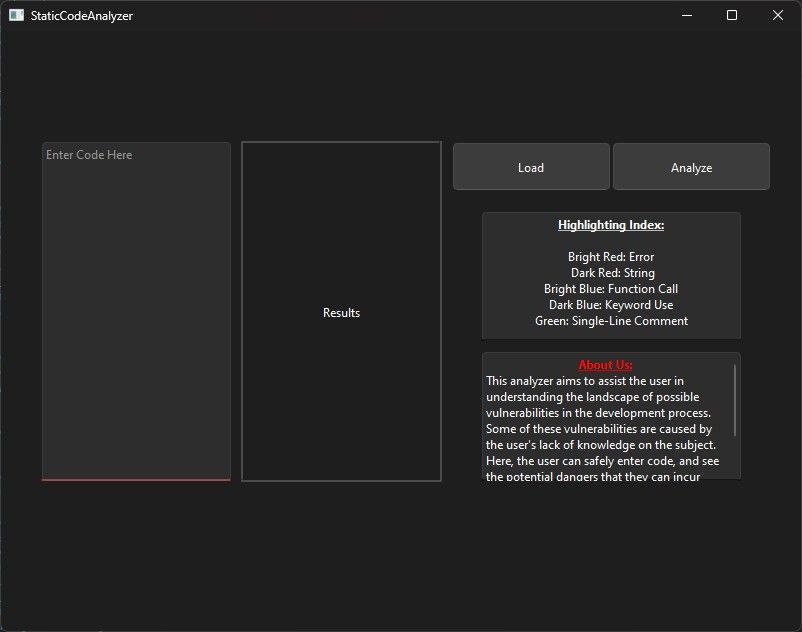 StaticCodeAnalyzer
Enter Code Here
Results
Load
Analyze
Highlighting Index:
Bright Red: Error
Dark Red: String
Bright Blue: Function Call
Dark Blue: Keyword Use
Green: Single-Line Comment
About Us:
This analyzer aims to assist the user in
understanding the landscape of possible
vulnerabilities in the development process.
Some of these vulnerabilities are caused by
the user's lack of knowledge on the subject.
Here, the user can safely enter code, and see
the potential dangers that they can incur